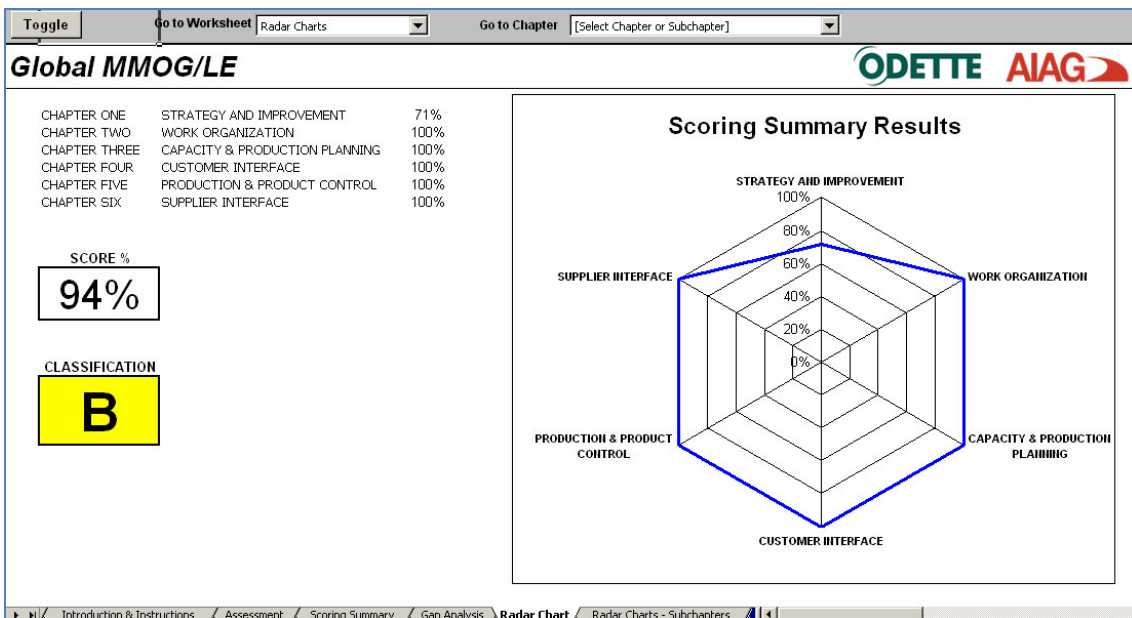 Toggle Go to Worksheet Radar Charts Go to Chapter [Select Chapter or Subchapter]
Global MMOG/LE ODETTE AIAG
CHAPTER ONE STRATEGY AND IMPROVEMENT 71%
CHAPTER TWO WORK ORGANIZATION 100%
CHAPTER THREE CAPACITY & PRODUCTION PLANNING 100%
CHAPTER FOUR CUSTOMER INTERFACE 100%
CHAPTER FIVE PRODUCTION & PRODUCT CONTROL 100%
CHAPTER SIX SUPPLIER INTERFACE 100%
SCORE %
94%
CLASSIFICATION
B
Scoring Summary Results
STRATEGY AND IMPROVEMENT
100%
80%
60%
40%
20%
0%
SUPPLIER INTERFACE
WORK ORGANIZATION
PRODUCTION & PRODUCT
CONTROL
CAPACITY & PRODUCTION
PLANNING
CUSTOMER INTERFACE
Introduction & Instructions Assessment Scoring Summary Gap Analysis Radar Chart Radar Charts - Subchapters